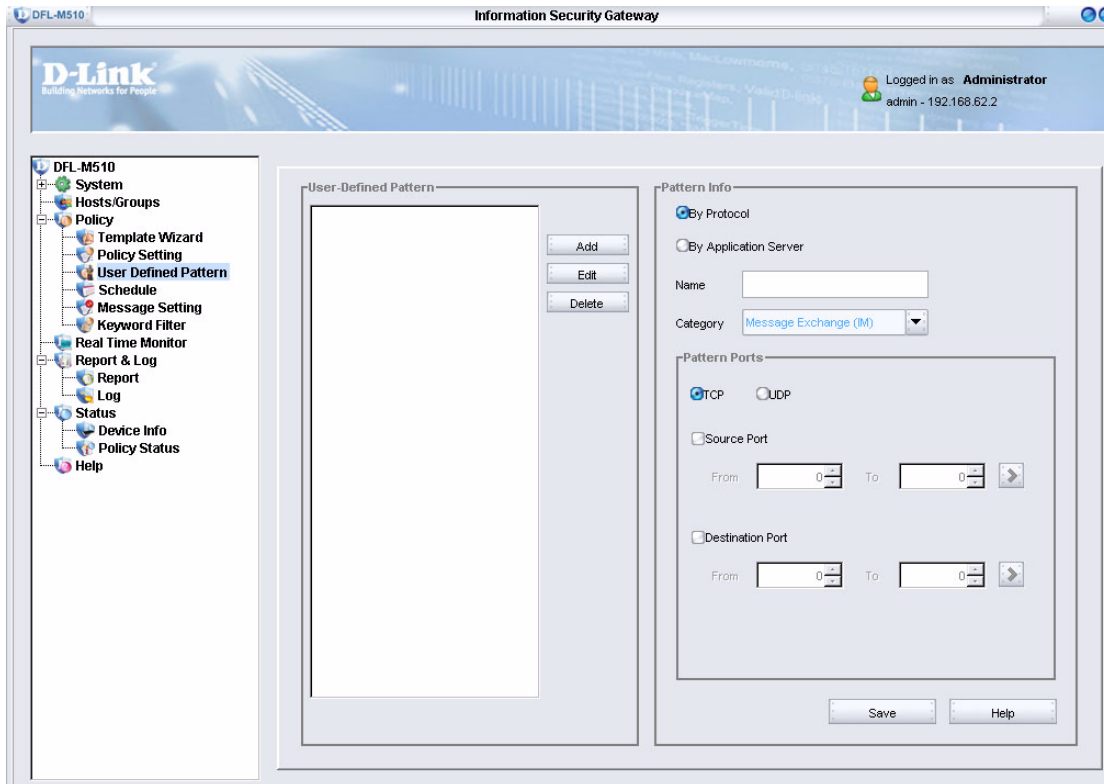 DFL-M510
Information Security Gateway
D-Link
Building Networks for People
Logged in as Administrator
admin - 192.168.62.2
DFL-M510
System
Hosts/Groups
Policy
Template Wizard
Policy Setting
User Defined Pattern
Schedule
Message Setting
Keyword Filter
Real Time Monitor
Report & Log
Report
Log
Status
Device Info
Policy Status
Help
User-Defined Pattern
Add
Edit
Delete
Pattern Info
By Protocol
By Application Server
Name
Category Message Exchange (IM)
Pattern Ports
TCP UDP
Source Port
From 0 To 0
Destination Port
From 0 To 0
Save Help